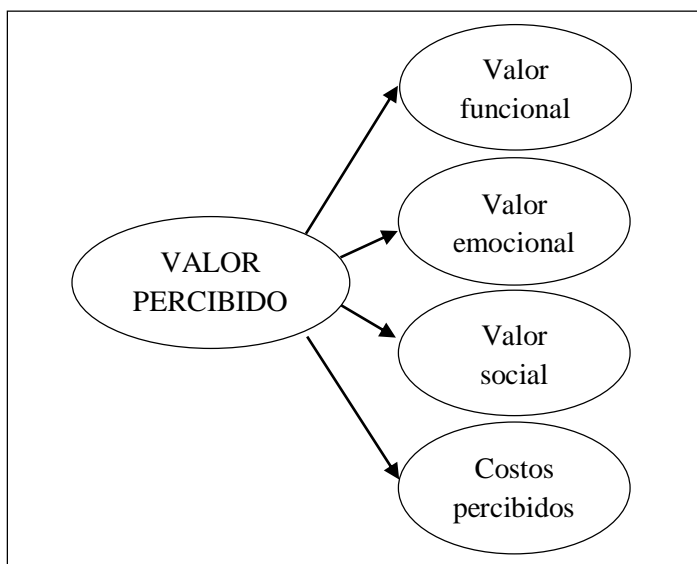 Valor
funcional
Valor
emocional
VALOR
PERCIBIDO
Valor
social
Costos
percibidos